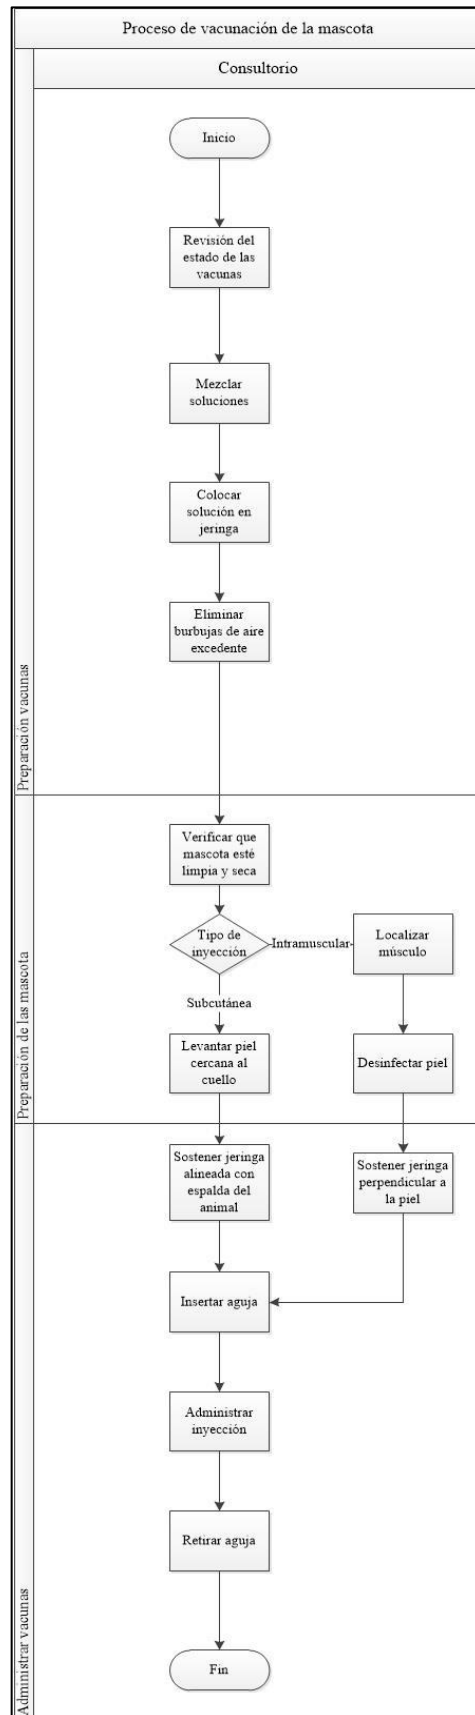 Proceso de vacunación de la mascota
Consultorio
Preparación vacunas
Inicio
Revisión del
estado de las
vacunas
Mezclar
soluciones
Colocar
solución en
jeringa
Eliminar
burbujas de aire
excedente
Preparación de las mascota
Verificar que
mascota esté
limpia y seca
Tipo de
inyección
Intramuscular
Localizar
músculo
Subcutánea
Levantar piel
cercana al
cuello
Desinfectar piel
Administrar vacunas
Sostener jeringa
alineada con
espalda del
animal
Sostener jeringa
perpendicular a
la piel
Insertar aguja
Administrar
inyección
Retirar aguja
Fin